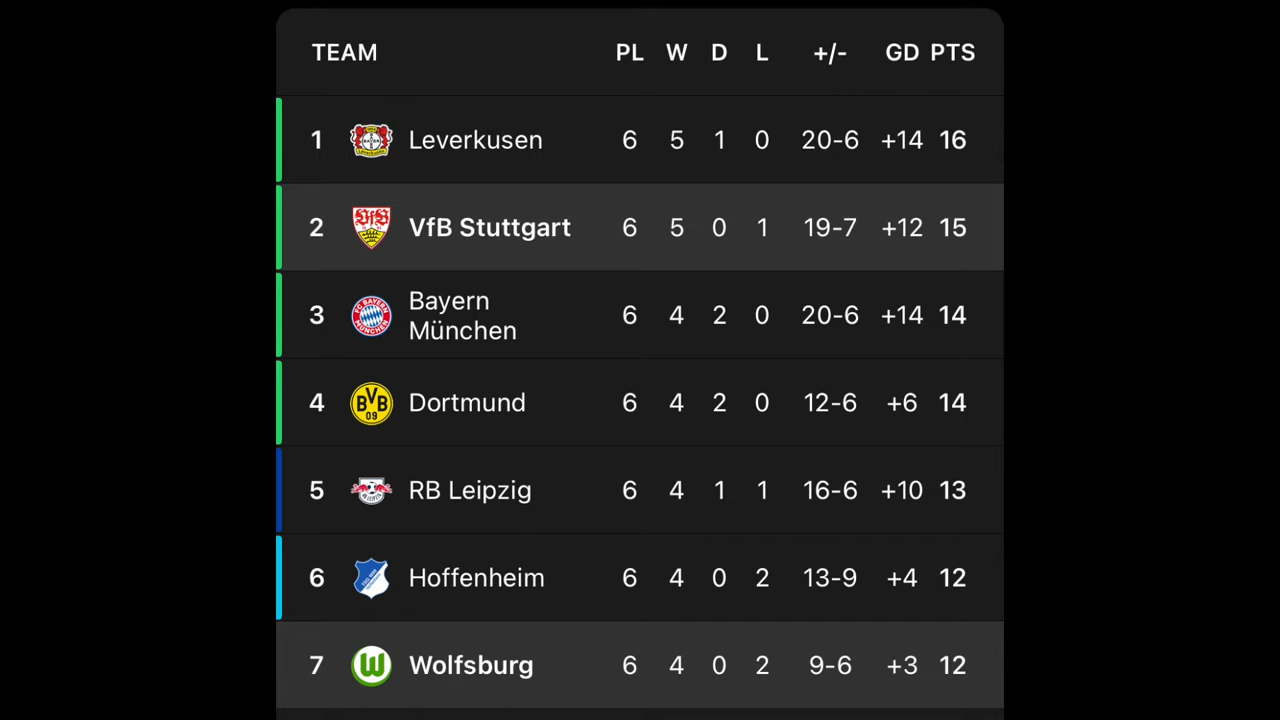 TEAM PL W D L +/- GD PTS
1 Leverkusen 6 5 1 0 20-6 +14 16
2 VfB Stuttgart 6 5 0 1 19-7 +12 15
3 Bayern München 6 4 2 0 20-6 +14 14
4 BVB 09 Dortmund 6 4 2 0 12-6 +6 14
5 RB Leipzig 6 4 1 1 16-6 +10 13
6 Hoffenheim 6 4 0 2 13-9 +4 12
7 Wolfsburg 6 4 0 2 9-6 +3 12